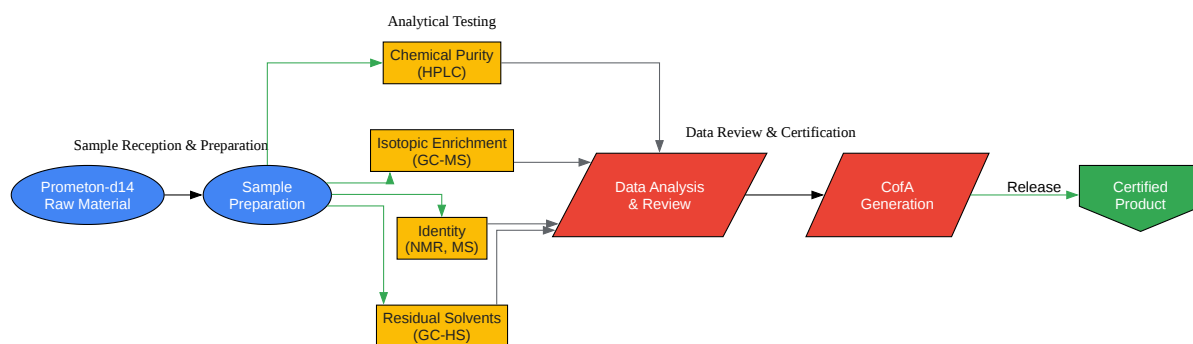 Analytical Testing
Chemical Purity
(HPLC)
Sample Reception & Preparation
Data Review & Certification
Isotopic Enrichment
(GC-MS)
Prometon-d14
Raw Material
Sample
Preparation
Data Analysis
& Review
CofA
Generation
Release
Certified
Product
Identity
(NMR, MS)
Residual Solvents
(GC-HS)